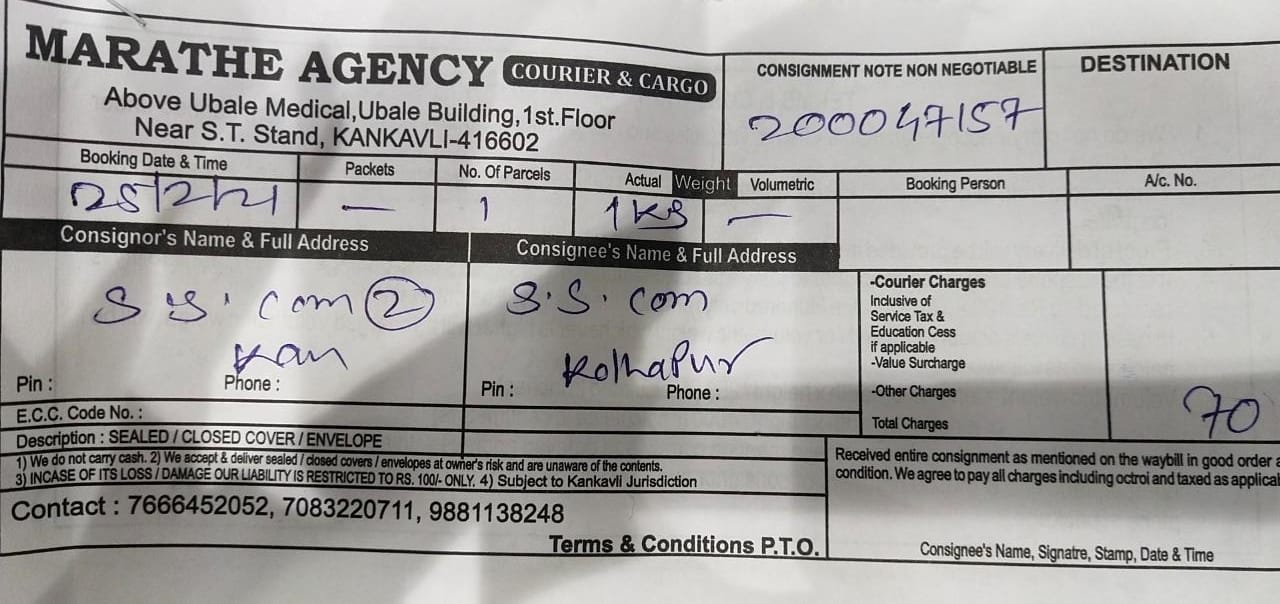 MARATHE AGENCY COURIER & CARGO
Above Ubale Medical,Ubale Building,1st.Floor
Near S.T. Stand, KANKAVLI-416602
CONSIGNMENT NOTE NON NEGOTIABLE
200047157
DESTINATION
Booking Date & Time Packets No. Of Parcels Actual Weight Volumetric Booking Person A/c. No.
25/2/21 — 1 1KG —
Consignor's Name & Full Address
S S. com 2
Kan
Pin : Phone :
Consignee's Name & Full Address
S.S. com
Kolhapur
Pin : Phone :
-Courier Charges
Inclusive of
Service Tax &
Education Cess
if applicable
-Value Surcharge
-Other Charges
Total Charges 70
E.C.C. Code No. :
Description : SEALED / CLOSED COVER / ENVELOPE
1) We do not carry cash. 2) We accept & deliver sealed / closed covers / envelopes at owner's risk and are unaware of the contents.
3) INCASE OF ITS LOSS / DAMAGE OUR LIABILITY IS RESTRICTED TO RS. 100/- ONLY. 4) Subject to Kankavli Jurisdiction
Contact : 7666452052, 7083220711, 9881138248
Terms & Conditions P.T.O.
Received entire consignment as mentioned on the waybill in good order a
condition. We agree to pay all charges including octroi and taxed as applical
Consignee's Name, Signatre, Stamp, Date & Time